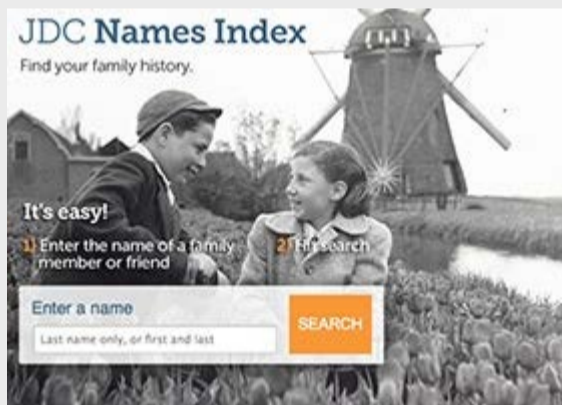 JDC Names Index
Find your family history.
It's easy!
1) Enter the name of a family
member or friend
2) Hit search
Enter a name
Last name only, or first and last
SEARCH